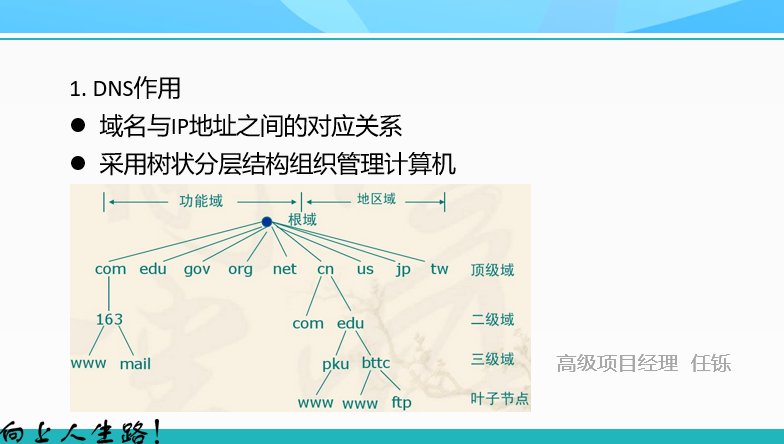 1. DNS作用
● 域名与IP地址之间的对应关系
● 采用树状分层结构组织管理计算机
功能域 地区域
根域
com edu gov org net cn us jp tw 顶级域
163 com edu 二级域
www mail pku bttc 三级域
www www ftp 叶子节点
高级项目经理 任铄
向上人生路!